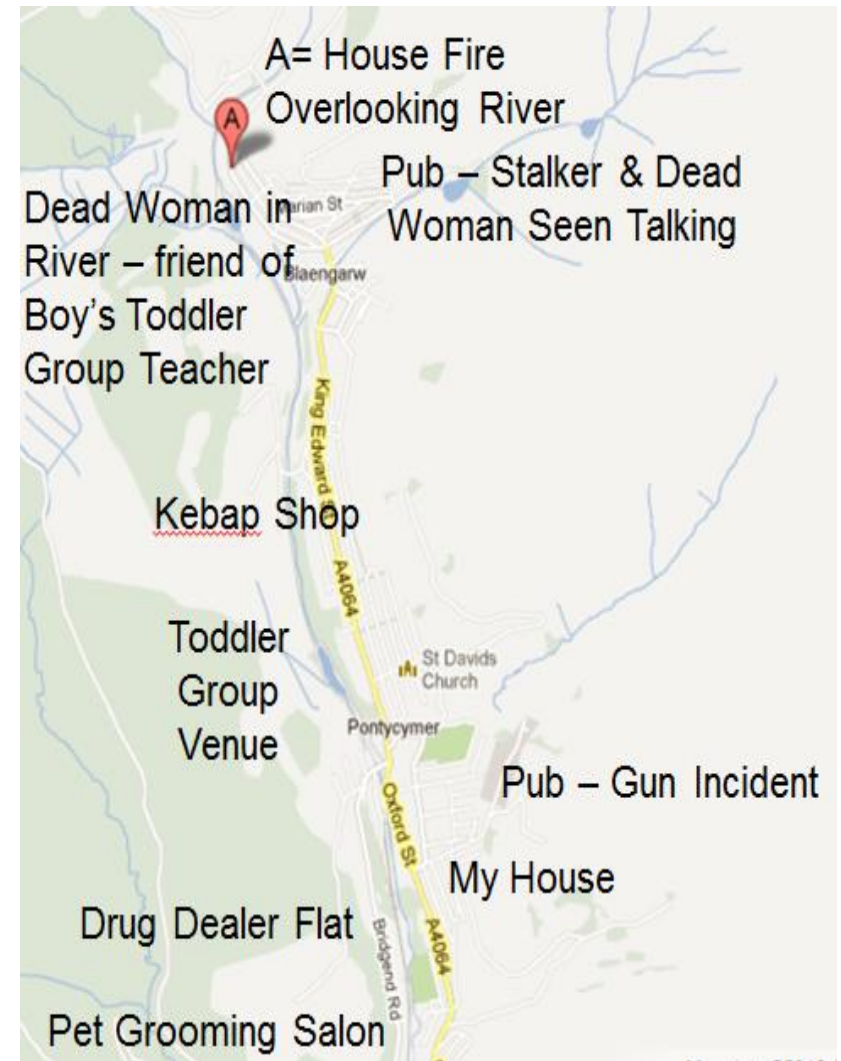 A= House Fire
Overlooking River
A
Pub – Stalker & Dead
Woman Seen Talking
Dead Woman in
River – friend of
Boy's Toddler
Group Teacher
arian St
Blaengarw
King Edward St
Kebap Shop
A4064
Toddler
Group
Venue
St Davids
Church
Pontycymer
Pub – Gun Incident
Oxford St
My House
Drug Dealer Flat
Bridgend Rd
A4064
Pet Grooming Salon